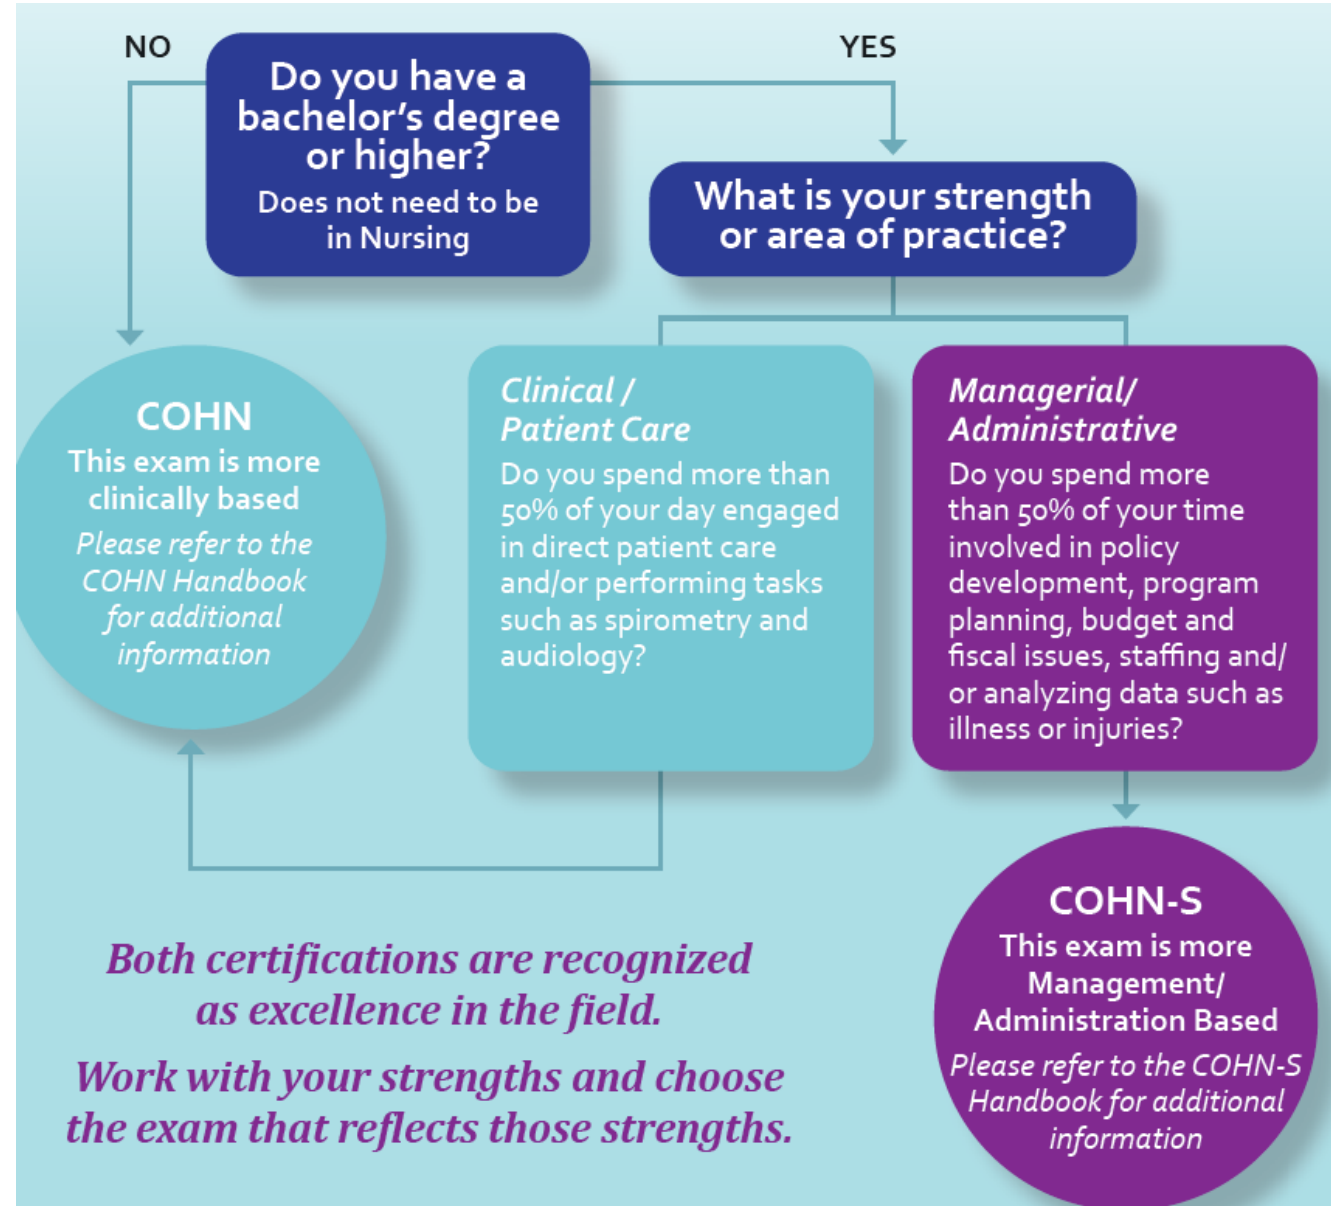 NO
YES
Do you have a
bachelor's degree
or higher?
Does not need to be
in Nursing
What is your strength
or area of practice?
COHN
This exam is more
clinically based
Please refer to the
COHN Handbook
for additional
information
Clinical /
Patient Care
Do you spend more than
50% of your day engaged
in direct patient care
and/or performing tasks
such as spirometry and
audiology?
Managerial/
Administrative
Do you spend more
than 50% of your time
involved in policy
development, program
planning, budget and
fiscal issues, staffing and/
or analyzing data such as
illness or injuries?
COHN-S
This exam is more
Management/
Administration Based
Please refer to the COHN-S
Handbook for additional
information
Both certifications are recognized
as excellence in the field.
Work with your strengths and choose
the exam that reflects those strengths.